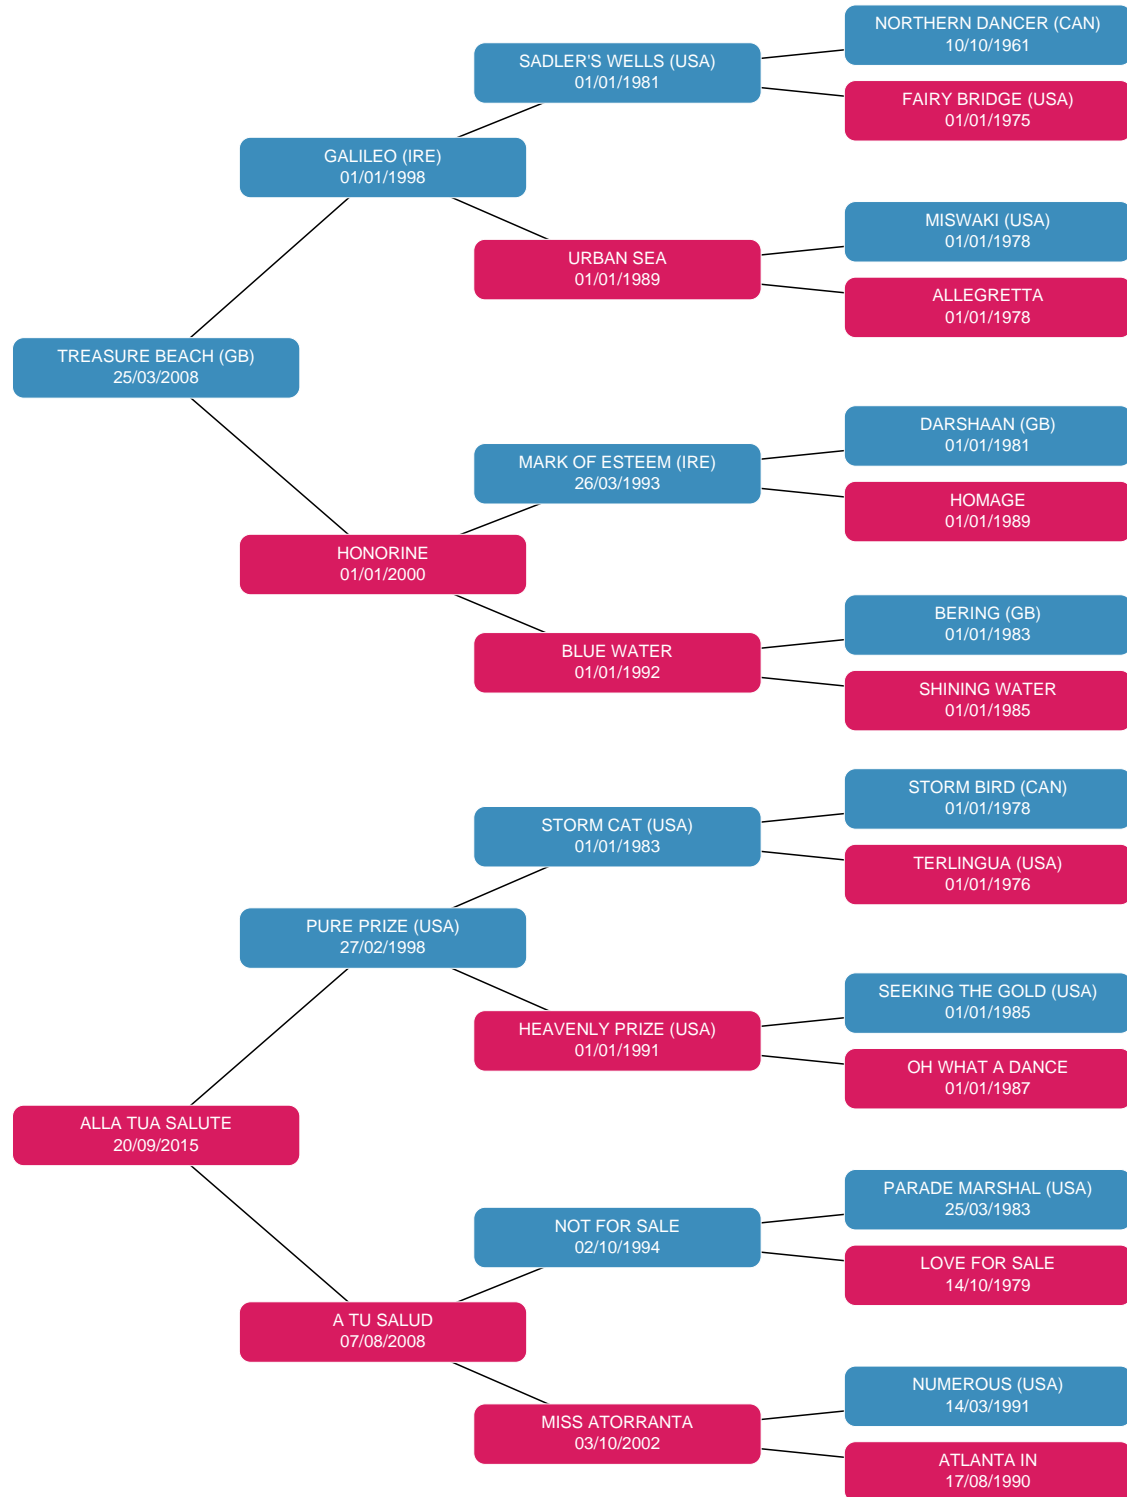 NORTHERN DANCER (CAN)
10/10/1961
SADLER'S WELLS (USA)
01/01/1981
FAIRY BRIDGE (USA)
01/01/1975
GALILEO (IRE)
01/01/1998
MISWAKI (USA)
01/01/1978
URBAN SEA
01/01/1989
ALLEGRETTA
01/01/1978
TREASURE BEACH (GB)
25/03/2008
DARSHAAN (GB)
01/01/1981
MARK OF ESTEEM (IRE)
26/03/1993
HOMAGE
01/01/1989
HONORINE
01/01/2000
BERING (GB)
01/01/1983
BLUE WATER
01/01/1992
SHINING WATER
01/01/1985
STORM BIRD (CAN)
01/01/1978
STORM CAT (USA)
01/01/1983
TERLINGUA (USA)
01/01/1976
PURE PRIZE (USA)
27/02/1998
SEEKING THE GOLD (USA)
01/01/1985
HEAVENLY PRIZE (USA)
01/01/1991
OH WHAT A DANCE
01/01/1987
ALLA TUA SALUTE
20/09/2015
PARADE MARSHAL (USA)
25/03/1983
NOT FOR SALE
02/10/1994
LOVE FOR SALE
14/10/1979
A TU SALUD
07/08/2008
NUMEROUS (USA)
14/03/1991
MISS ATORRANTA
03/10/2002
ATLANTA IN
17/08/1990